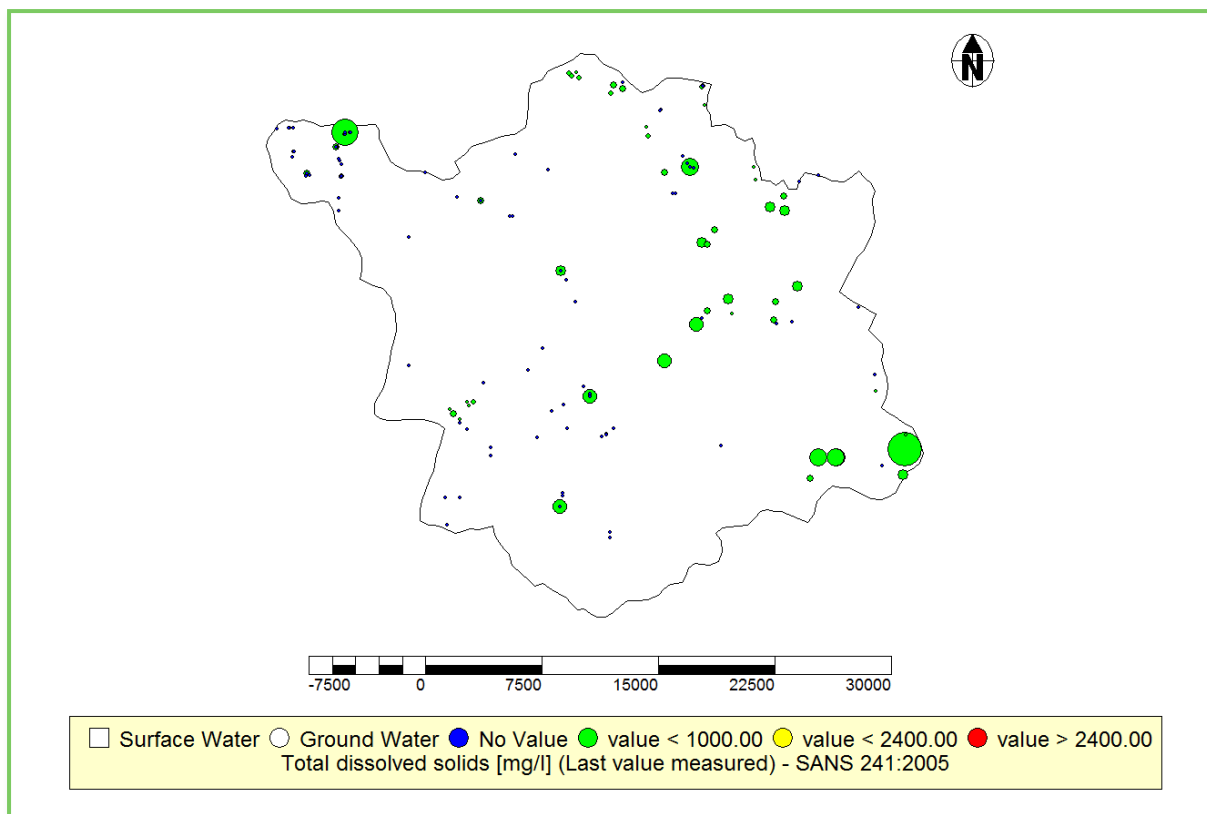 N
-7500 0 7500 15000 22500 30000
Surface Water Ground Water No Value value < 1000.00 value < 2400.00 value > 2400.00
Total dissolved solids [mg/l] (Last value measured) - SANS 241:2005